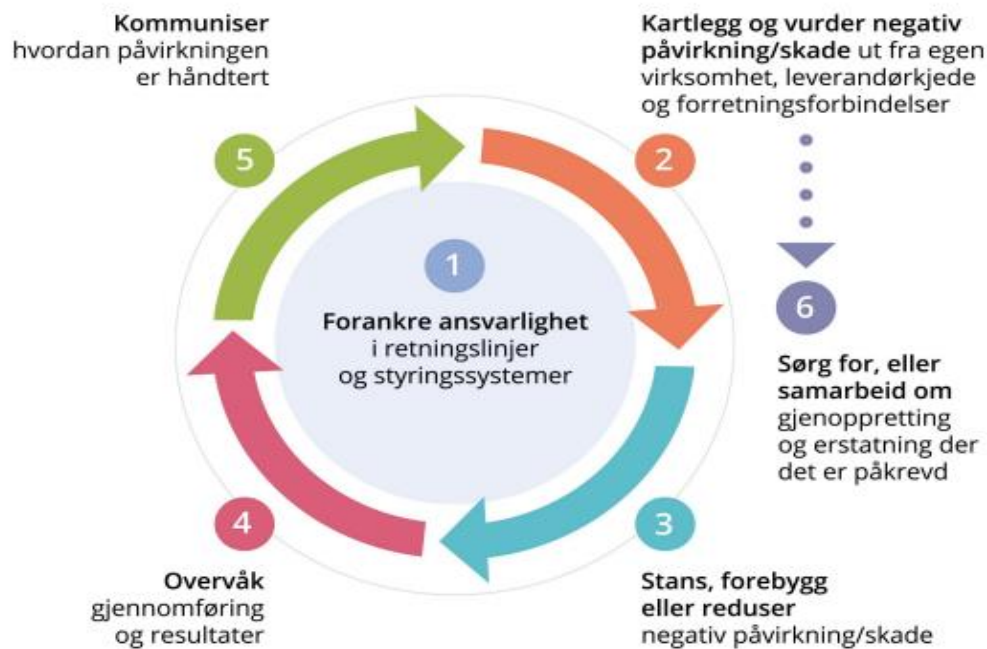 1
Forankre ansvarlighet
i retningslinjer
og styringssystemer
2
Kartlegg og vurder negativ
påvirkning/skade ut fra egen
virksomhet, leverandørkjede
og forretningsforbindelser
3
Stans, forebygg
eller reduser
negativ påvirkning/skade
4
Overvåk
gjennomføring
og resultater
5
Kommuniser
hvordan påvirkningen
er håndtert
6
Sørg for, eller
samarbeid om
gjenoppretting
og erstatning der
det er påkrevd